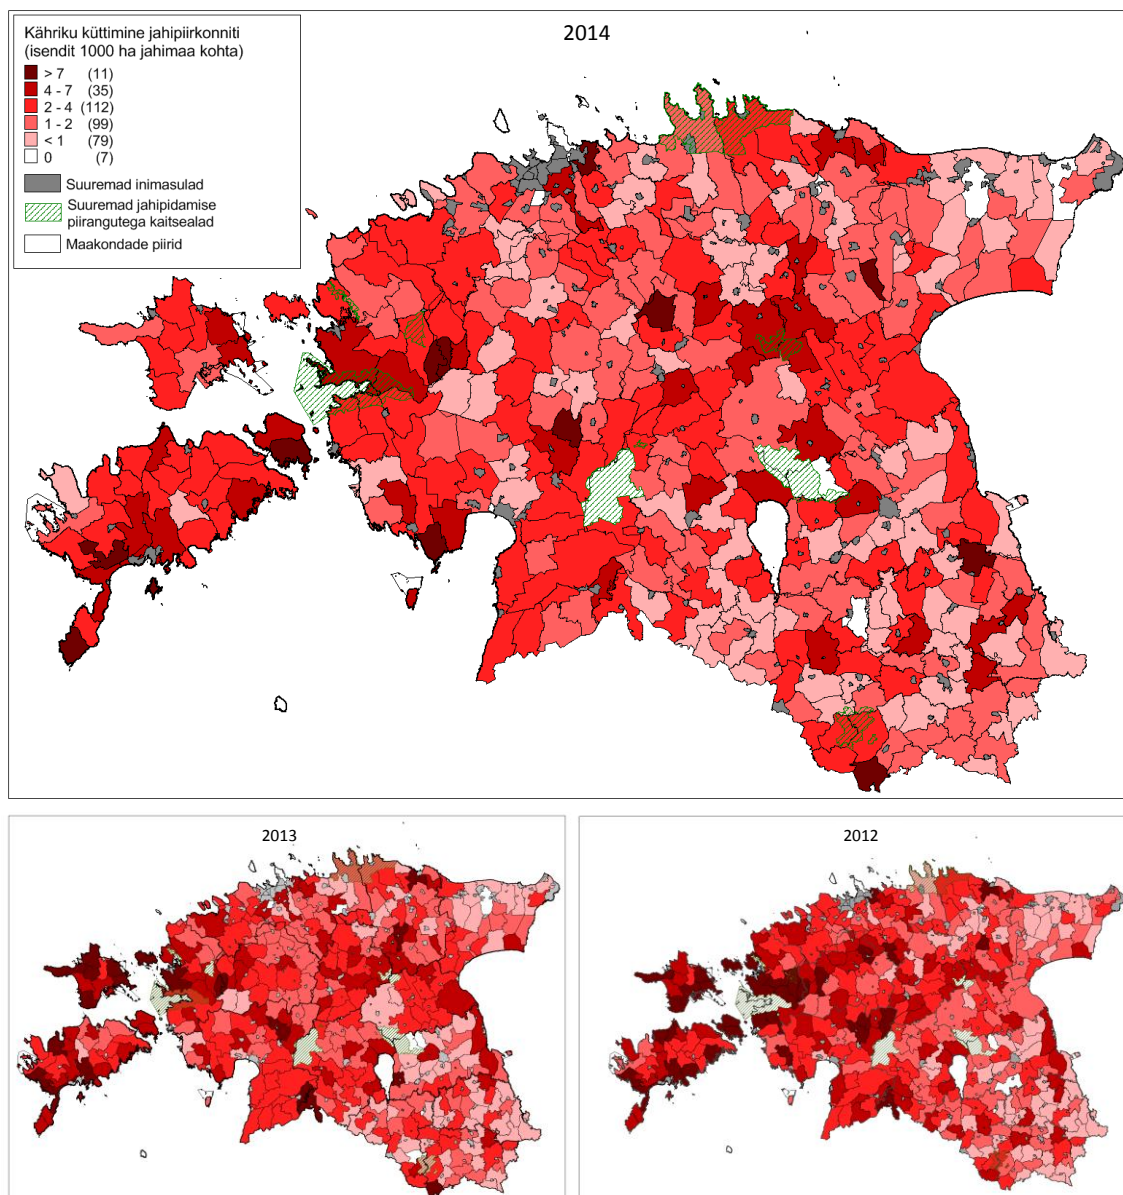 Kähriku küttimine jahipiirkonniti
(isendit 1000 ha jahimaa kohta)
> 7 (11)
4 - 7 (35)
2 - 4 (112)
1 - 2 (99)
< 1 (79)
0 (7)
Suuremad inimasulad
Suuremad jahipidamise
piirangutega kaitsealad
Maakondade piirid
2014
2013
2012